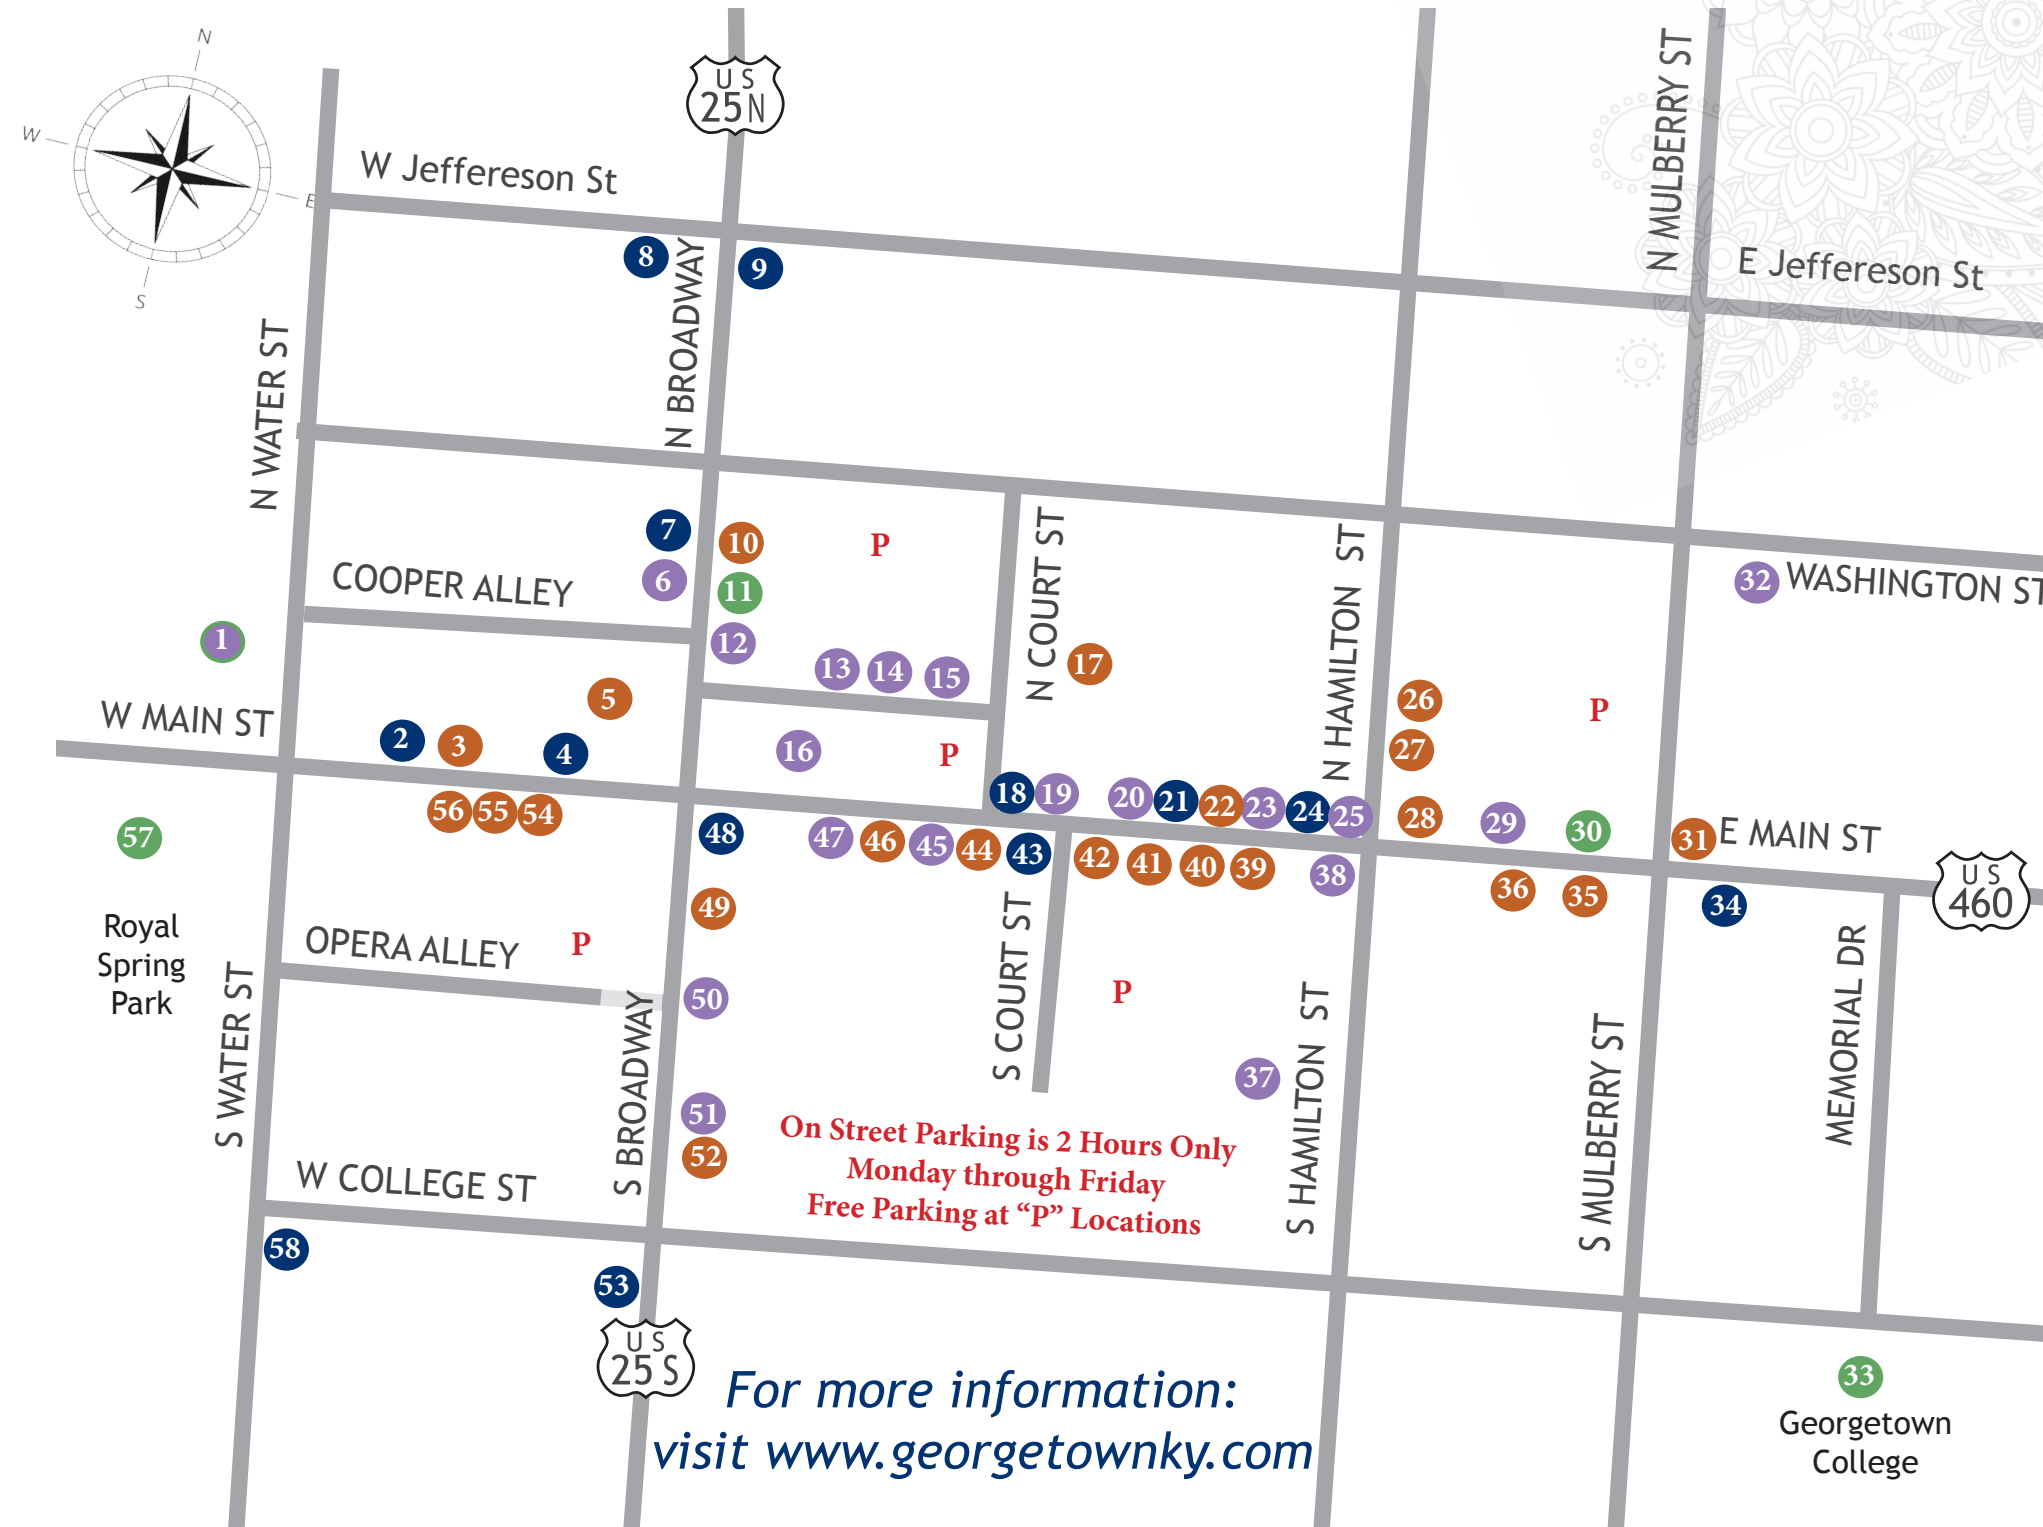 N
W
E
S
US
25N
W Jeffereson St
N MULBERRY ST
E Jeffereson St
8
9
N BROADWAY
N WATER ST
7
10
P
N COURT ST
N HAMILTON ST
6
11
COOPER ALLEY
32
WASHINGTON ST
1
12
13
14
15
17
5
26
P
W MAIN ST
2
3
4
16
P
27
18
19
20
21
22
23
24
25
28
29
30
31
E MAIN ST
56
55
54
57
48
47
46
45
44
43
42
41
40
39
38
36
35
34
US
460
49
Royal
Spring
Park
OPERA ALLEY
P
50
S COURT ST
P
MEMORIAL DR
S WATER ST
S BROADWAY
37
S HAMILTON ST
S MULBERRY ST
51
52
On Street Parking is 2 Hours Only
Monday through Friday
Free Parking at “P” Locations
W COLLEGE ST
58
53
US
25 S
For more information:
visit www.georgetownky.com
33
Georgetown
College